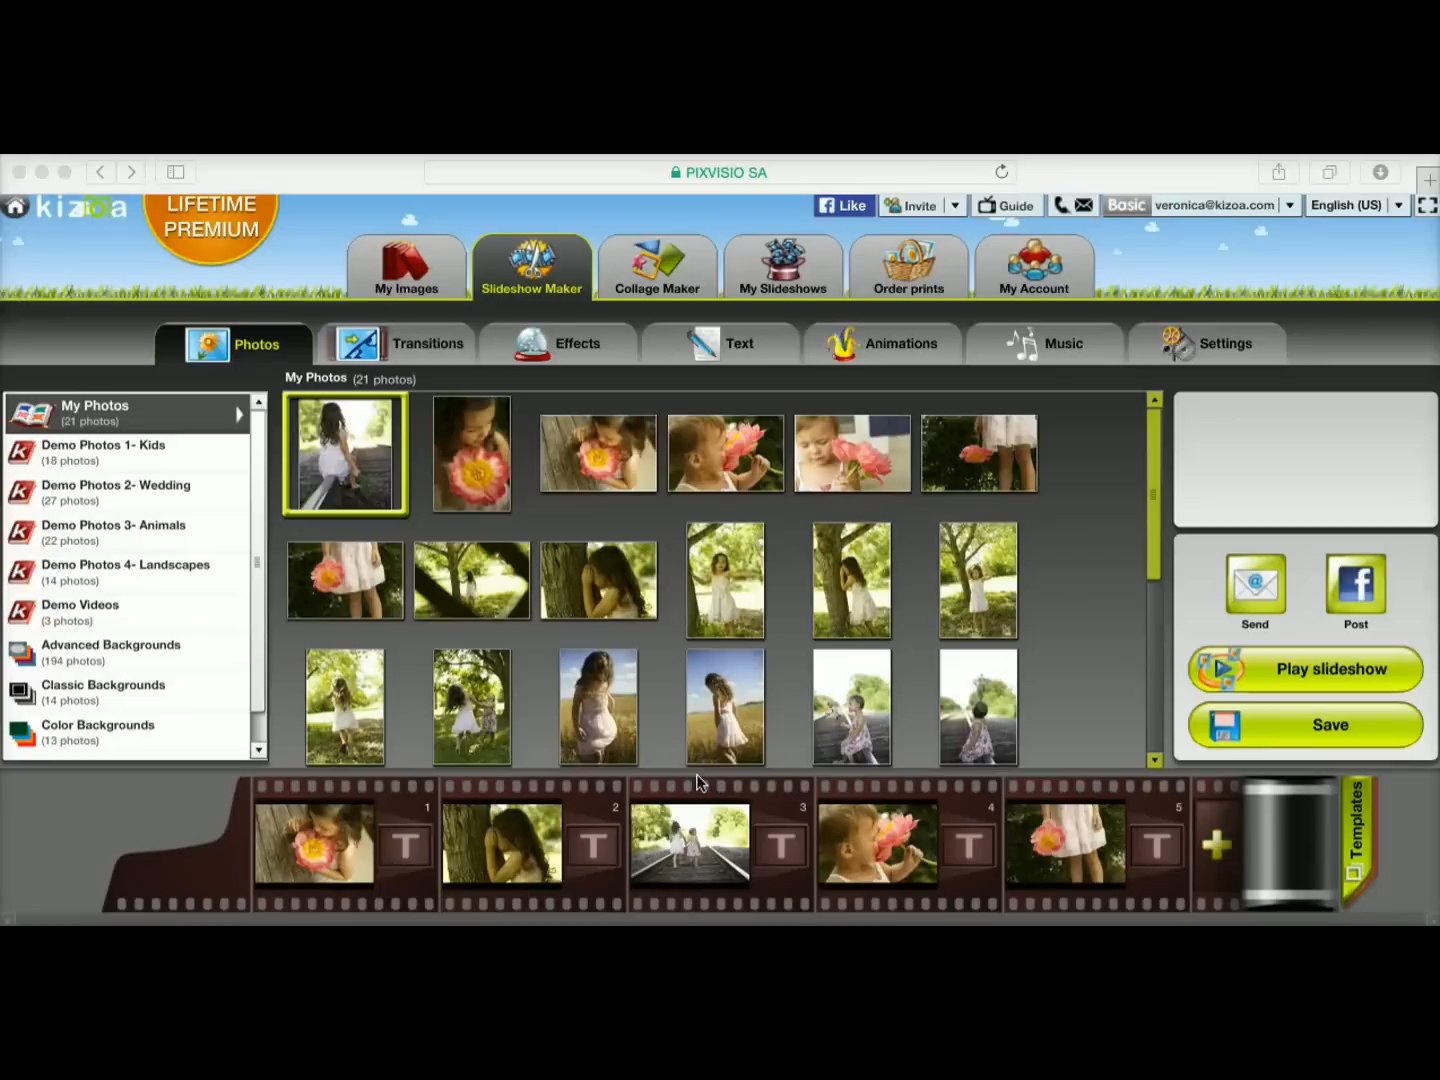 PIXVISIO SA
kizoa
LIFETIME
PREMIUM
Like
Invite
Guide
Basic veronica@kizoa.com
English (US)
My Images
Slideshow Maker
Collage Maker
My Slideshows
Order prints
My Account
Photos
Transitions
Effects
Text
Animations
Music
Settings
My Photos (21 photos)
My Photos
(21 photos)
Demo Photos 1- Kids
(18 photos)
Demo Photos 2- Wedding
(27 photos)
Demo Photos 3- Animals
(22 photos)
Demo Photos 4- Landscapes
(14 photos)
Demo Videos
(3 photos)
Advanced Backgrounds
(194 photos)
Classic Backgrounds
(14 photos)
Color Backgrounds
(13 photos)
Send
Post
Play slideshow
Save
1
T
2
T
3
T
4
T
5
T
Templates